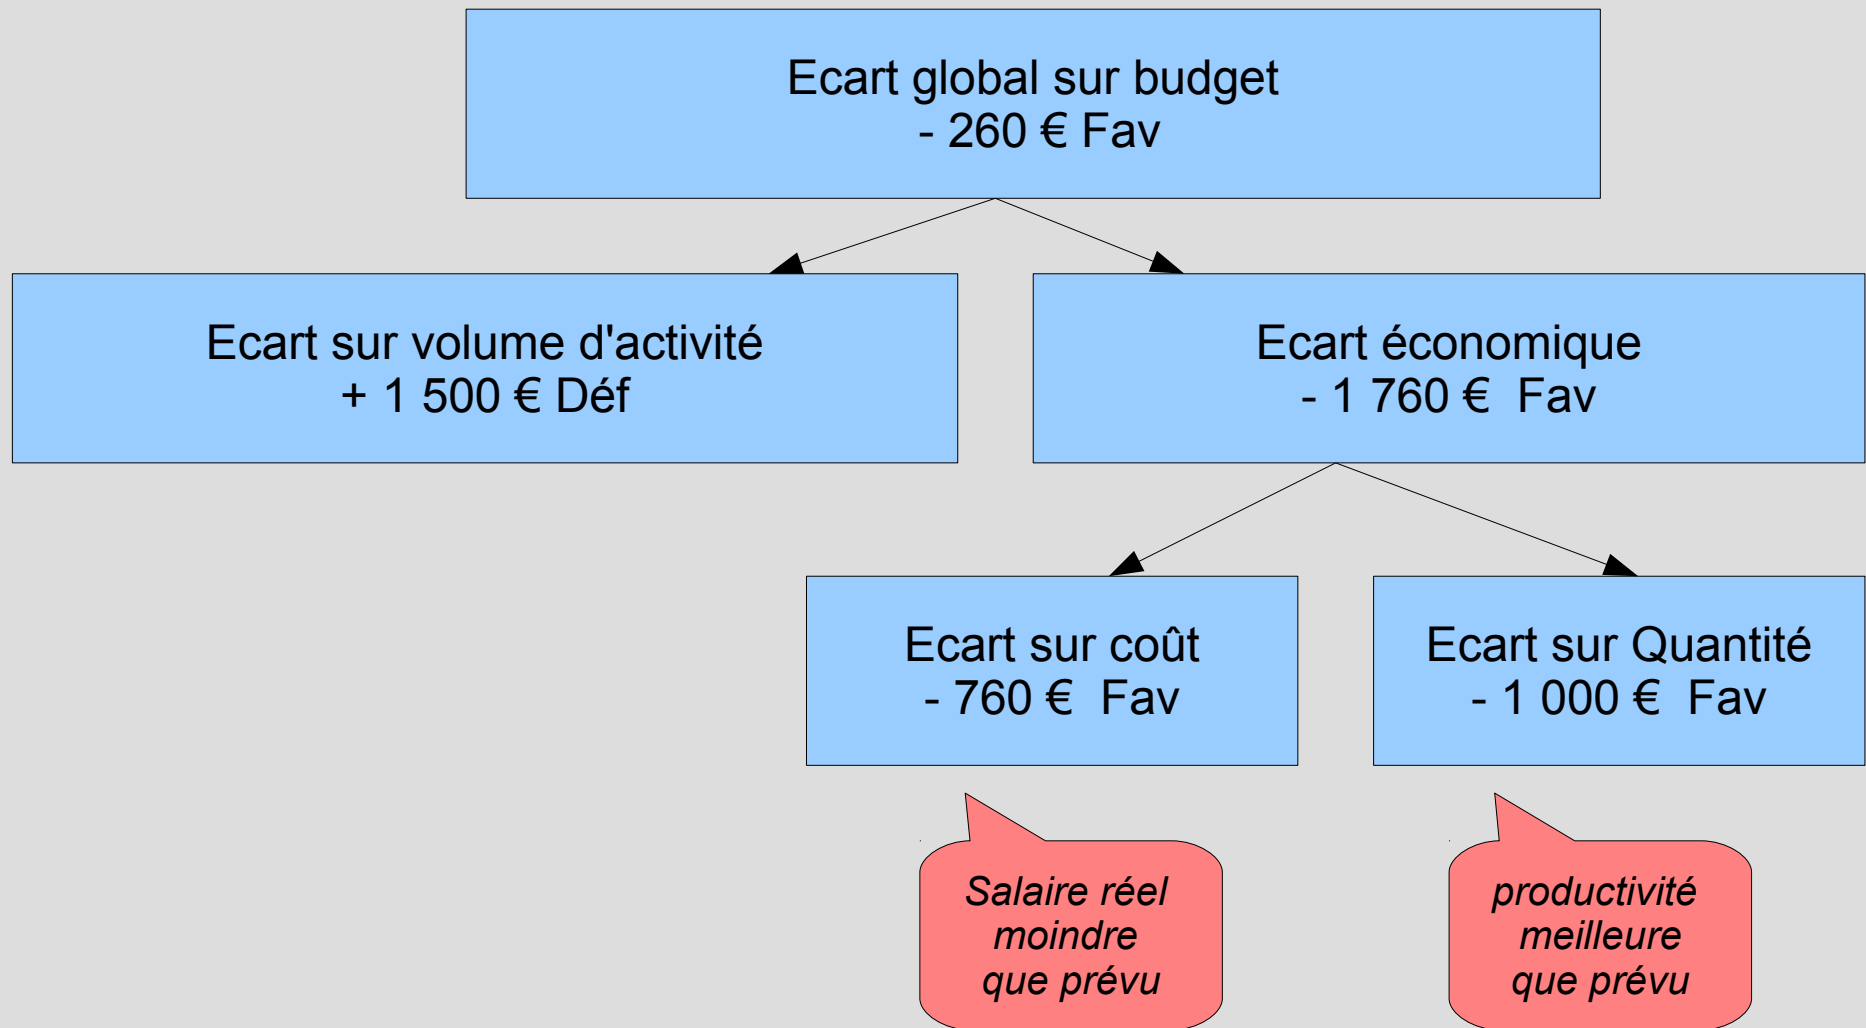 Ecart global sur budget
- 260 € Fav
Ecart sur volume d'activité
+ 1 500 € Déf
Ecart économique
- 1 760 €  Fav
Ecart sur coût
- 760 €  Fav
Ecart sur Quantité
- 1 000 €  Fav
Salaire réel
moindre
que prévu
productivité
meilleure
que prévu